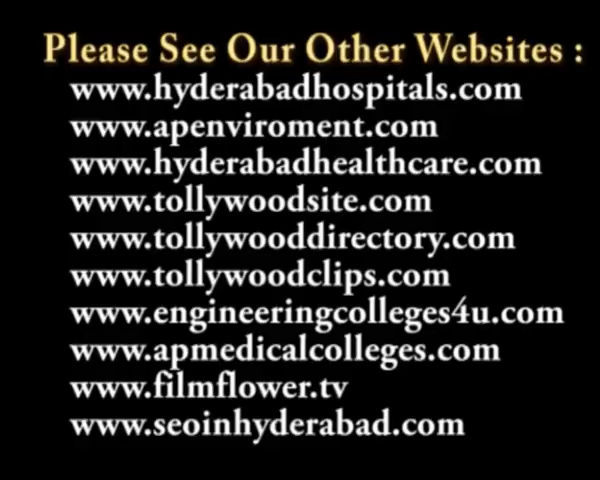 Please See Our Other Websites :
www.hyderabadhospitals.com
www.apenviroment.com
www.hyderabadhealthcare.com
www.tollywoodsite.com
www.tollywooddirectory.com
www.tollywoodclips.com
www.engineeringcolleges4u.com
www.apmedicalcolleges.com
www.filmflower.tv
www.seoinhyderabad.com